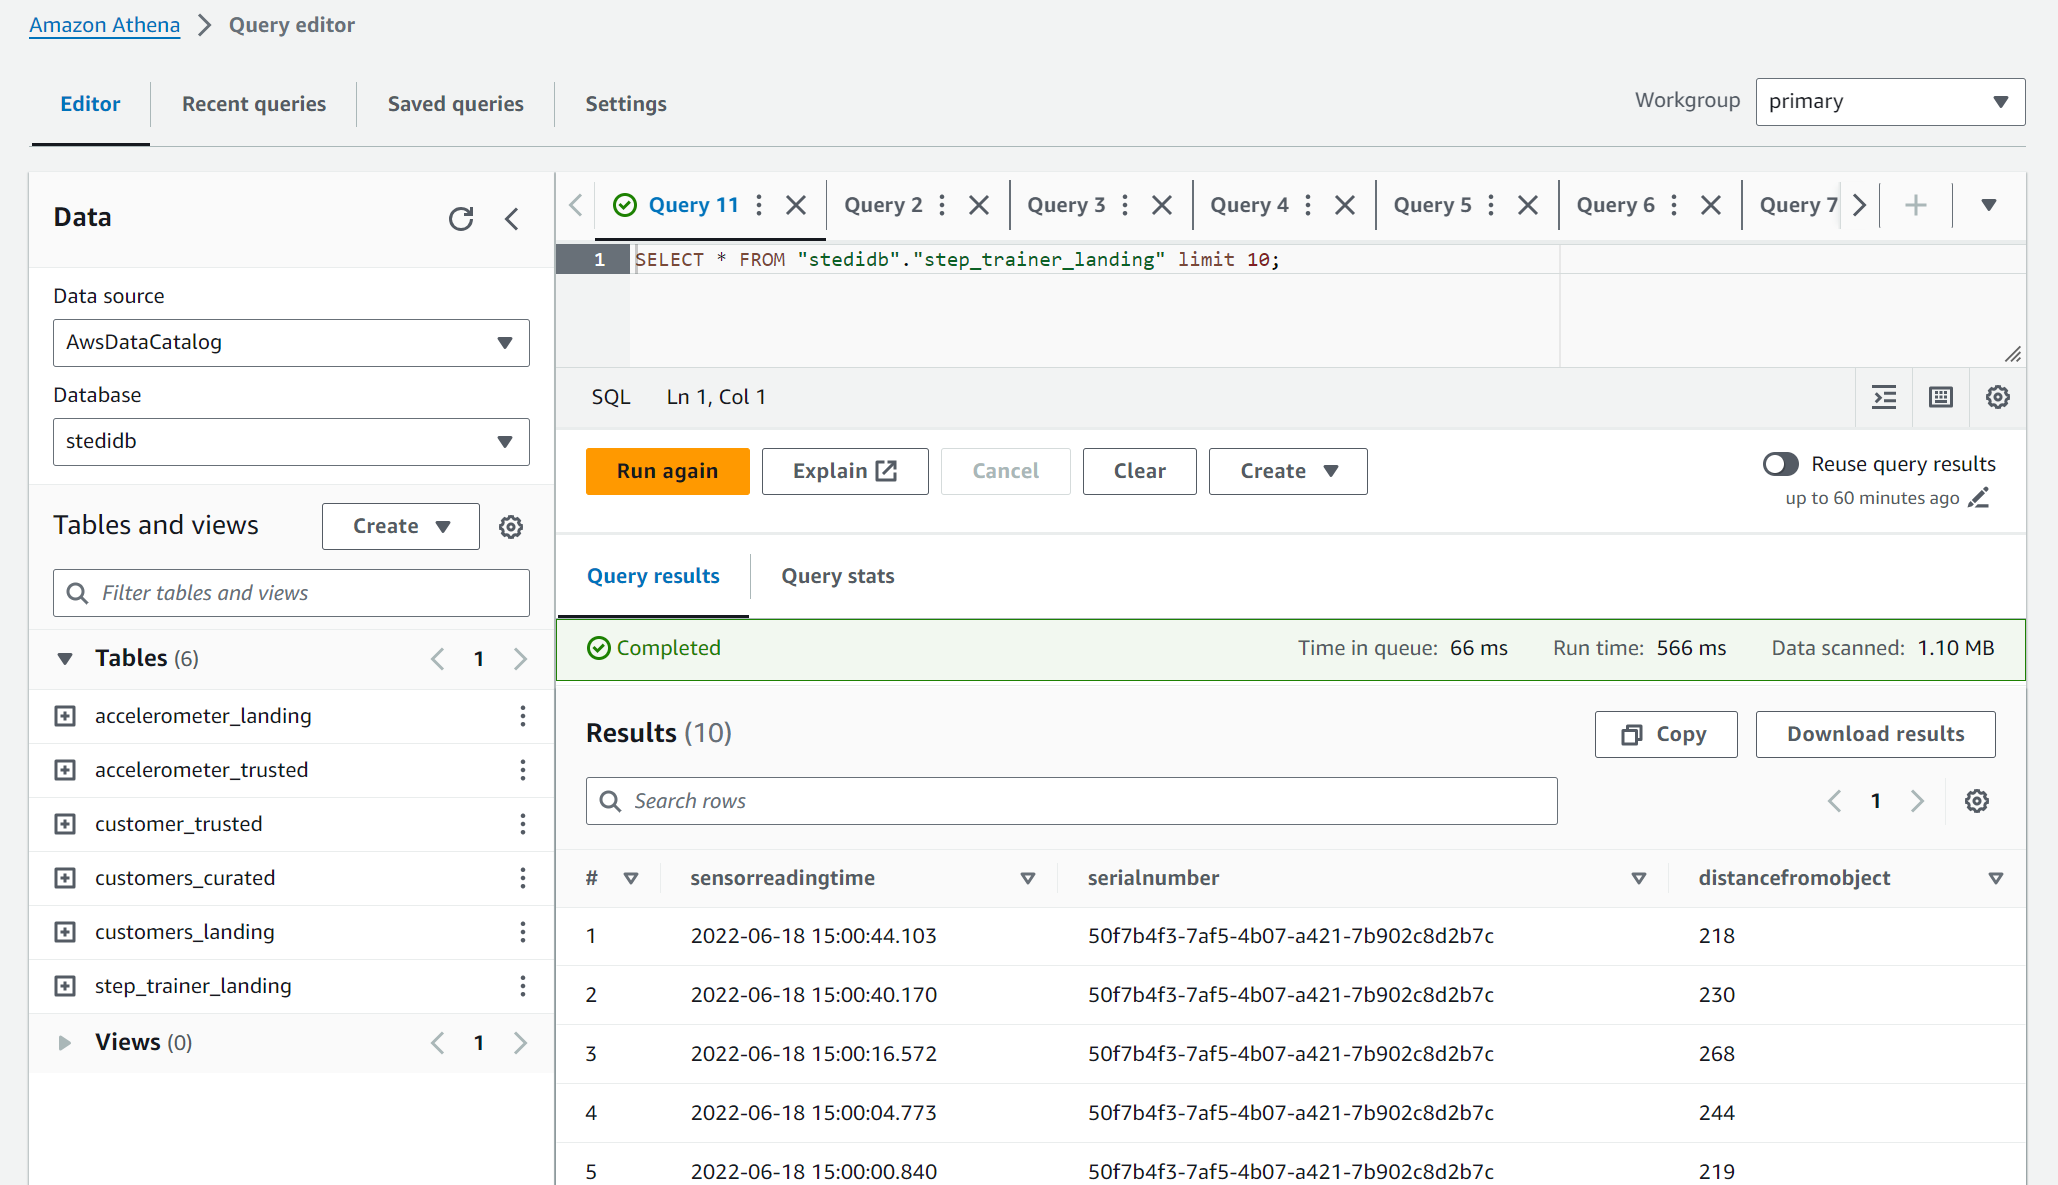 Amazon Athena > Query editor
Editor Recent queries Saved queries Settings
Workgroup primary
Data
Data source
AwsDataCatalog
Database
stedidb
Tables and views Create
Filter tables and views
Tables (6) 1
accelerometer_landing
accelerometer_trusted
customer_trusted
customers_curated
customers_landing
step_trainer_landing
Views (0) 1
Query 11 Query 2 Query 3 Query 4 Query 5 Query 6 Query 7
1 SELECT * FROM "stedidb"."step_trainer_landing" limit 10;
SQL Ln 1, Col 1
Run again Explain Cancel Clear Create
Reuse query results
up to 60 minutes ago
Query results Query stats
Completed Time in queue: 66 ms Run time: 566 ms Data scanned: 1.10 MB
Results (10) Copy Download results
Search rows 1
# sensorreadingtime serialnumber distancefromobject
1 2022-06-18 15:00:44.103 50f7b4f3-7af5-4b07-a421-7b902c8d2b7c 218
2 2022-06-18 15:00:40.170 50f7b4f3-7af5-4b07-a421-7b902c8d2b7c 230
3 2022-06-18 15:00:16.572 50f7b4f3-7af5-4b07-a421-7b902c8d2b7c 268
4 2022-06-18 15:00:04.773 50f7b4f3-7af5-4b07-a421-7b902c8d2b7c 244
5 2022-06-18 15:00:00.840 50f7b4f3-7af5-4b07-a421-7b902c8d2b7c 219